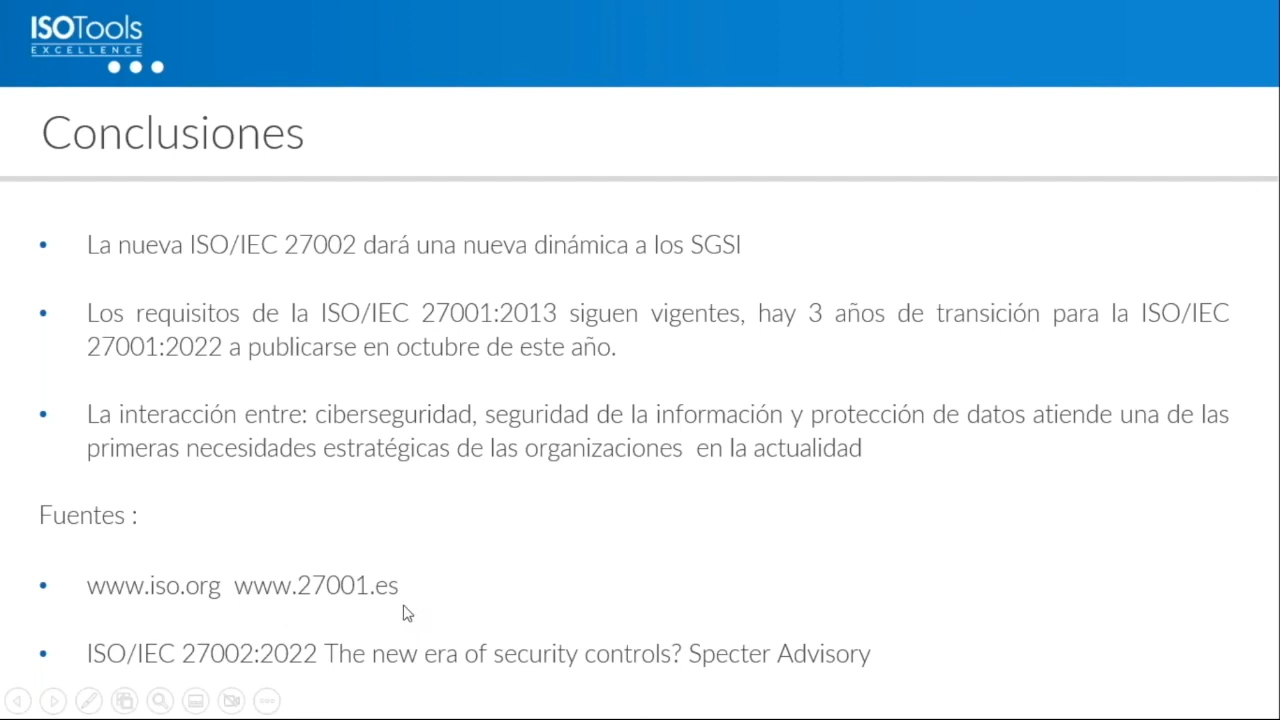 ISOTools
EXCELLENCE
Conclusiones
• La nueva ISO/IEC 27002 dará una nueva dinámica a los SGSI
• Los requisitos de la ISO/IEC 27001:2013 siguen vigentes, hay 3 años de transición para la ISO/IEC
27001:2022 a publicarse en octubre de este año.
• La interacción entre: ciberseguridad, seguridad de la información y protección de datos atiende una de las
primeras necesidades estratégicas de las organizaciones  en la actualidad
Fuentes :
• www.iso.org  www.27001.es
• ISO/IEC 27002:2022 The new era of security controls? Specter Advisory